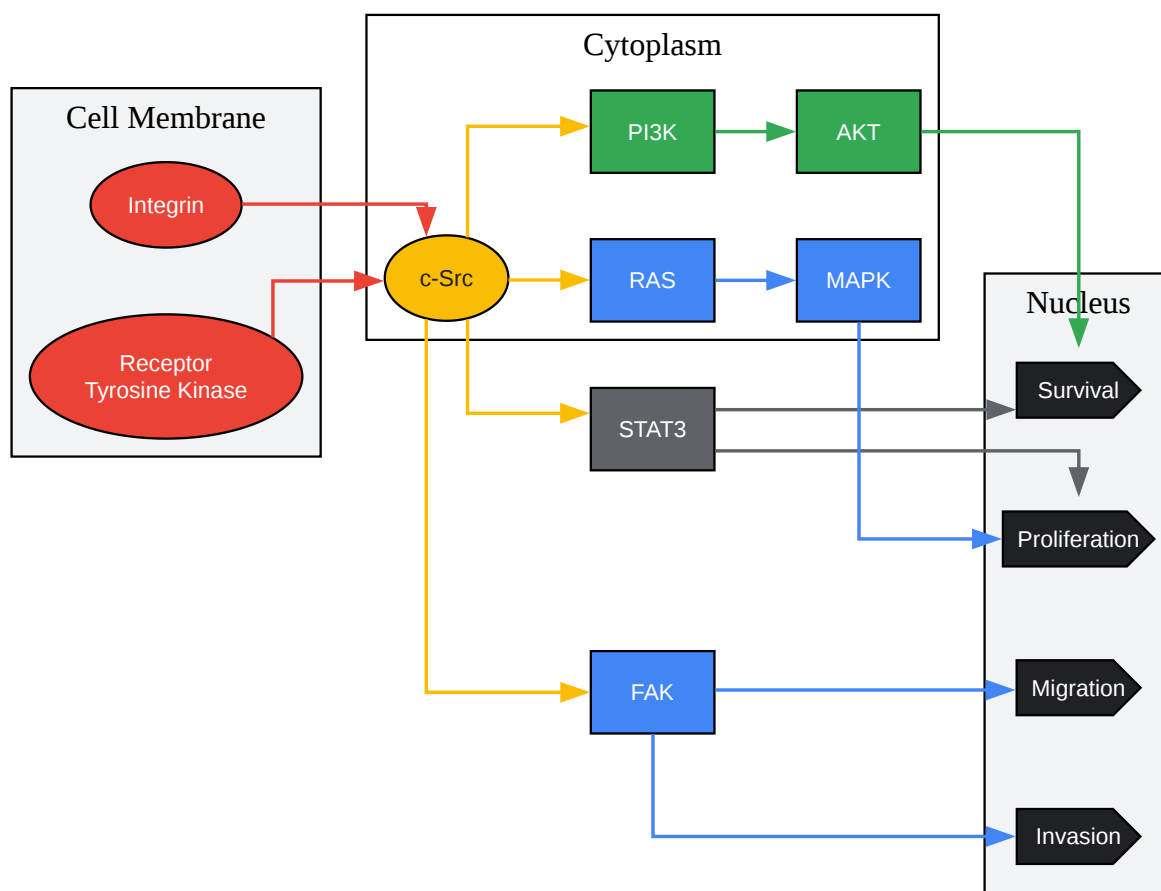 Cytoplasm
Cell Membrane
PI3K
AKT
Integrin
c-Src
RAS
MAPK
Nucleus
Receptor
Tyrosine Kinase
STAT3
Survival
Proliferation
FAK
Migration
Invasion